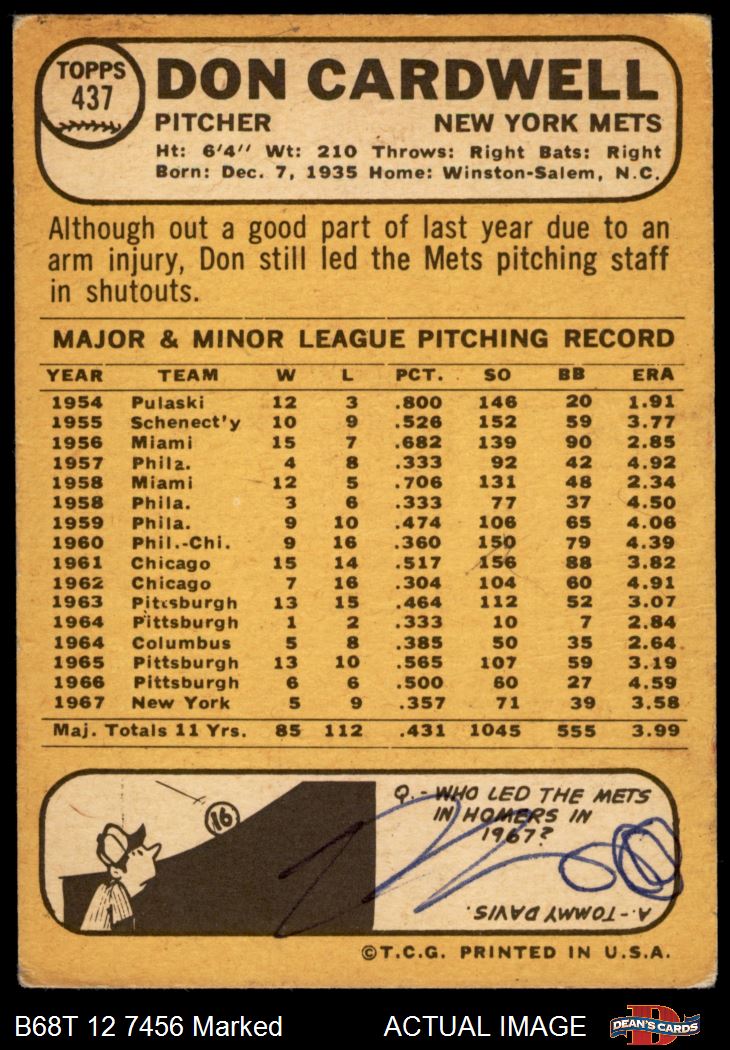 TOPPS
437
DON CARDWELL
PITCHER NEW YORK METS
Ht: 6'4'' Wt: 210 Throws: Right Bats: Right
Born: Dec. 7, 1935 Home: Winston-Salem, N.C.
Although out a good part of last year due to an
arm injury, Don still led the Mets pitching staff
in shutouts.
MAJOR & MINOR LEAGUE PITCHING RECORD
YEAR TEAM W L PCT. SO BB ERA
1954 Pulaski 12 3 .800 146 20 1.91
1955 Schenect'y 10 9 .526 152 59 3.77
1956 Miami 15 7 .682 139 90 2.85
1957 Phila. 4 8 .333 92 42 4.92
1958 Miami 12 5 .706 131 48 2.34
1958 Phila. 3 6 .333 77 37 4.50
1959 Phila. 9 10 .474 106 65 4.06
1960 Phil.-Chi. 9 16 .360 150 79 4.39
1961 Chicago 15 14 .517 156 88 3.82
1962 Chicago 7 16 .304 104 60 4.91
1963 Pittsburgh 13 15 .464 112 52 3.07
1964 Pittsburgh 1 2 .333 10 7 2.84
1964 Columbus 5 8 .385 50 35 2.64
1965 Pittsburgh 13 10 .565 107 59 3.19
1966 Pittsburgh 6 6 .500 60 27 4.59
1967 New York 5 9 .357 71 39 3.58
Maj. Totals 11 Yrs. 85 112 .431 1045 555 3.99
16
Q.- WHO LED THE METS
IN HOMERS IN
1967?
A.-TOMMY DAVIS.
©T.C.G. PRINTED IN U.S.A.
B68T 12 7456 Marked ACTUAL IMAGE DEAN'S CARDS